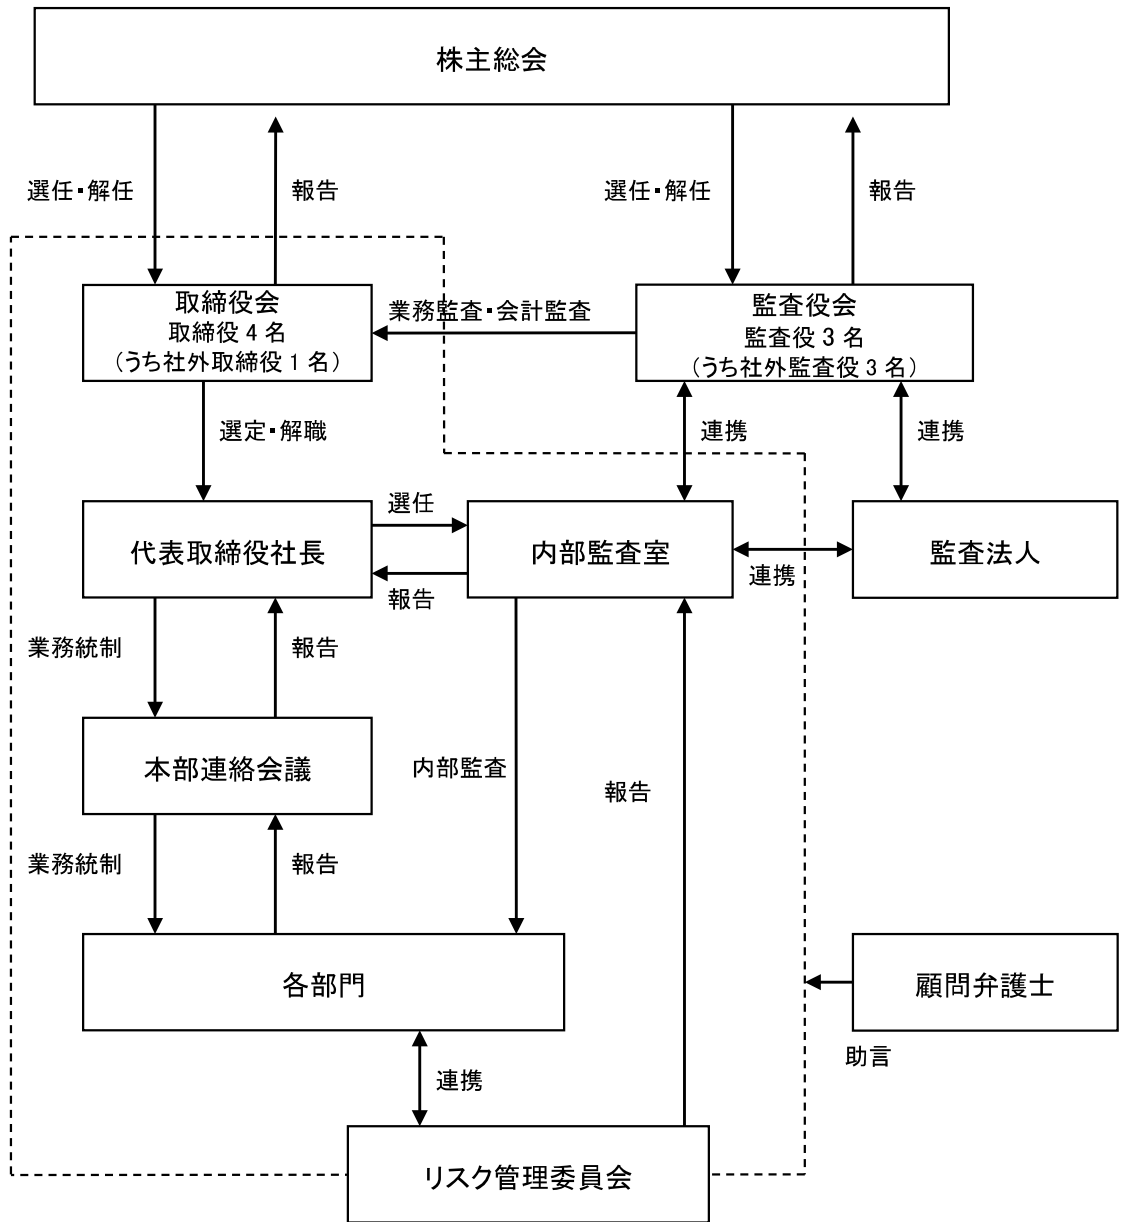 株主総会
選任・解任
報告
選任・解任
報告
取締役会
取締役4名
(うち社外取締役1名)
業務監査・会計監査
監査役会
監査役3名
(うち社外監査役3名)
選定・解職
連携
連携
代表取締役社長
選任
報告
内部監査室
連携
監査法人
業務統制
報告
本部連絡会議
内部監査
報告
業務統制
報告
各部門
顧問弁護士
助言
連携
リスク管理委員会